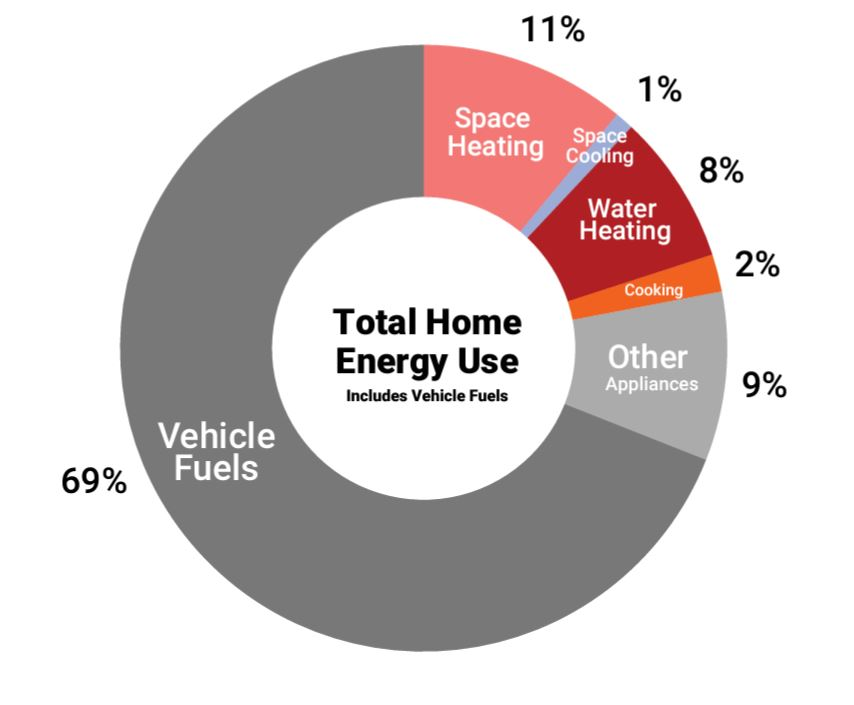 11%
1%
Space
Heating
Space
Cooling
8%
Water
Heating
2%
Cooking
Total Home
Energy Use
Includes Vehicle Fuels
Other
Appliances
9%
Vehicle
Fuels
69%